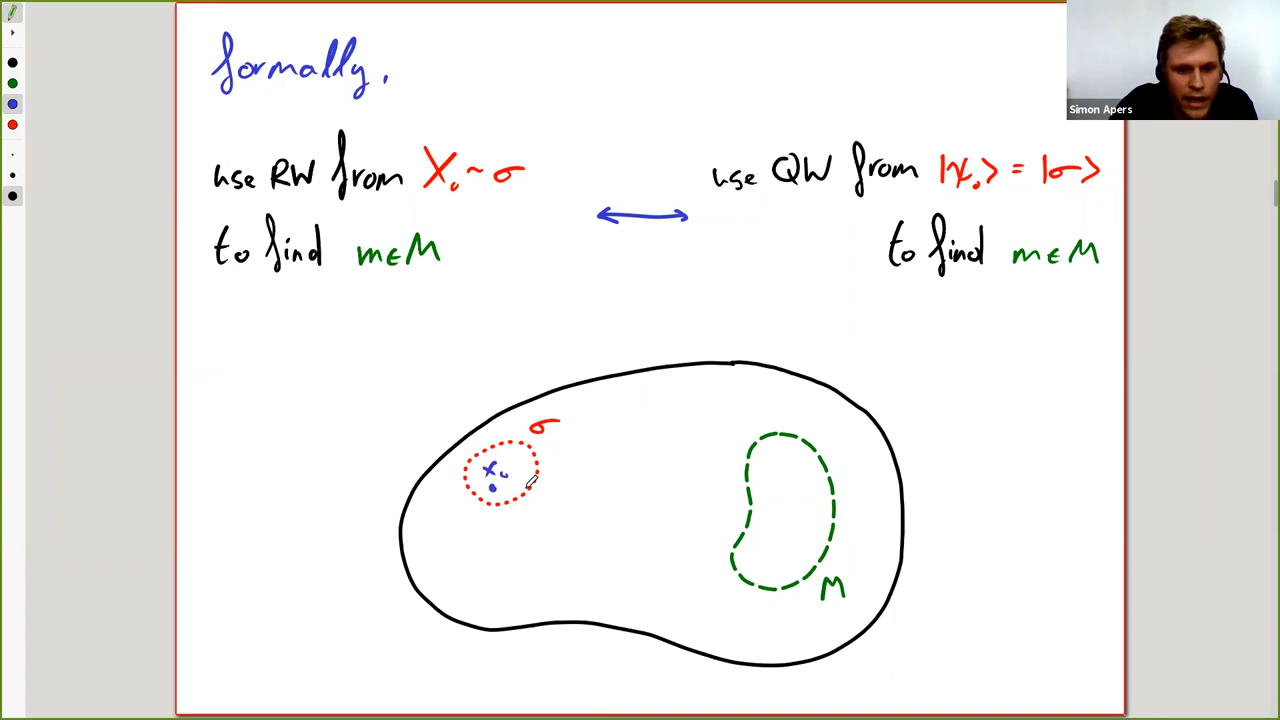 formally,
use RW from X₀ ~ σ
to find m ∈ M
use QW from |ψ₀> = |σ>
to find m ∈ M
σ
X₀
M
Simon Apers